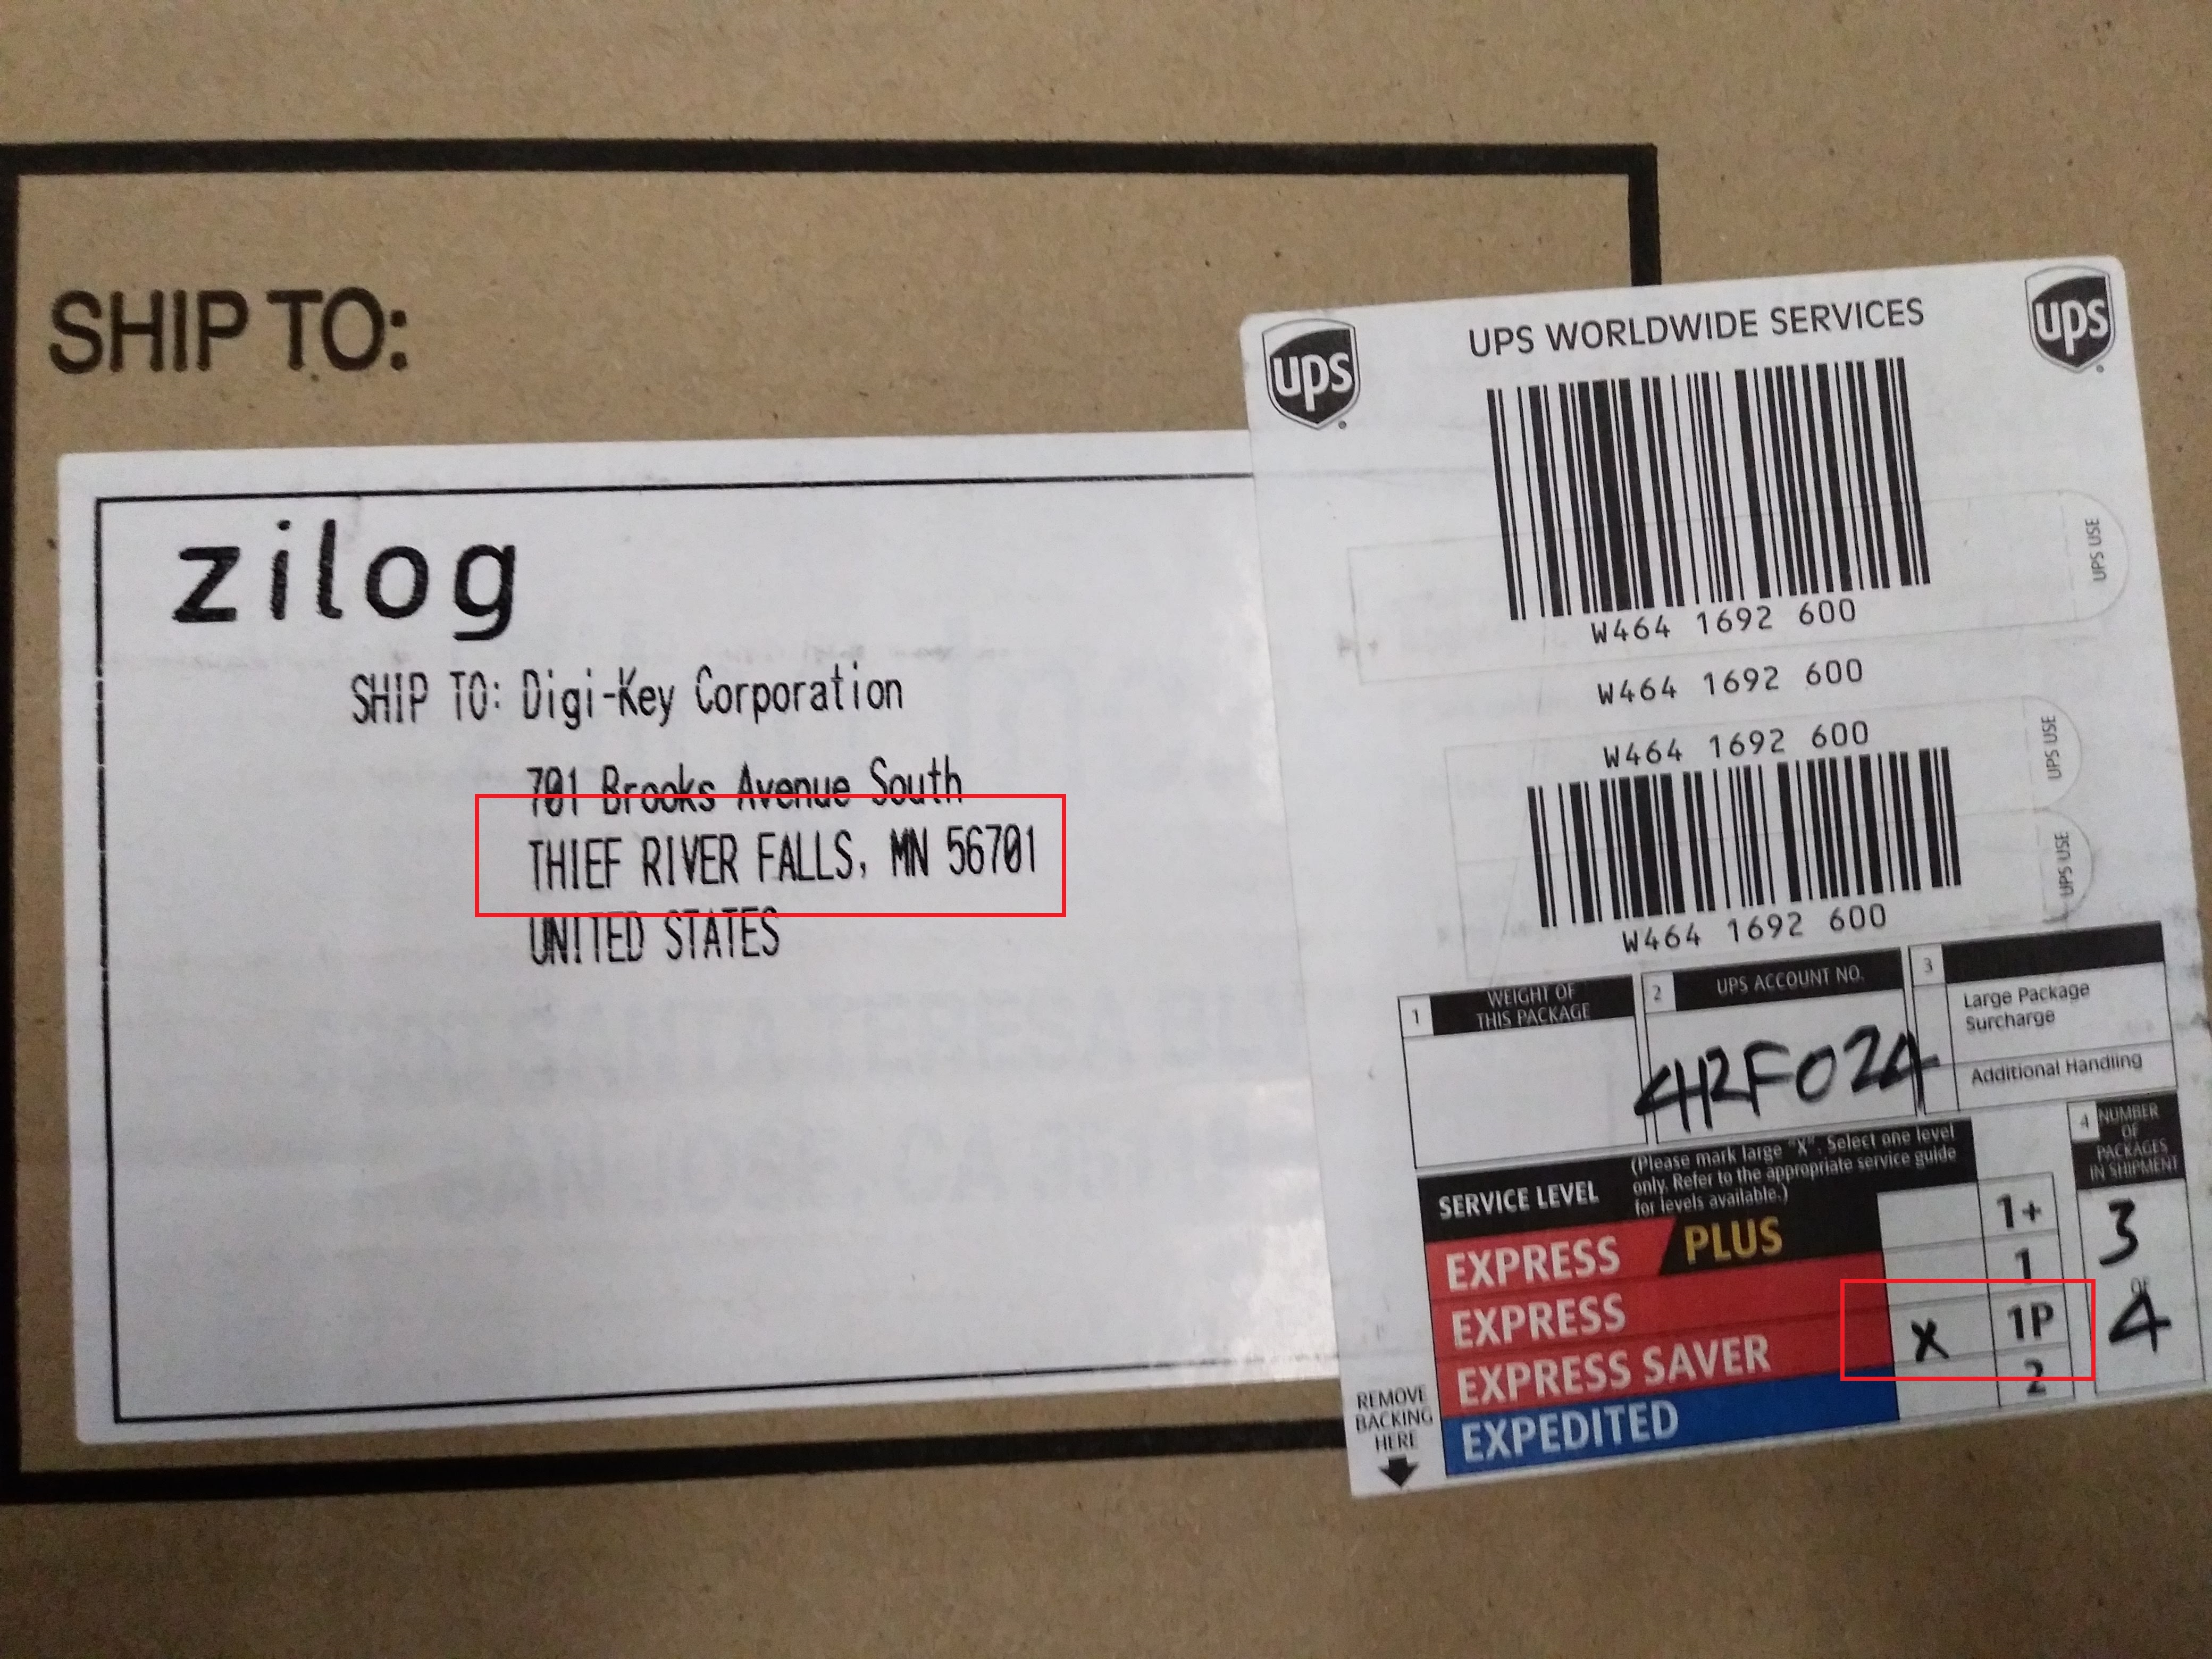 SHIP TO:
zilog
SHIP TO: Digi-Key Corporation
701 Brooks Avenue South
THIEF RIVER FALLS, MN 56701
UNITED STATES
ups
UPS WORLDWIDE SERVICES
ups
W464 1692 600
UPS USE
W464 1692 600
W464 1692 600
UPS USE
W464 1692 600
UPS USE
1 WEIGHT OF THIS PACKAGE
2 UPS ACCOUNT NO.
412F024
3
Large Package
Surcharge
Additional Handling
SERVICE LEVEL
(Please mark large "X". Select one level
only. Refer to the appropriate service guide
for levels available.)
EXPRESS PLUS 1+
EXPRESS 1
EXPRESS SAVER X 1P
EXPEDITED 2
4 NUMBER
OF
PACKAGES
IN SHIPMENT
3
OF
4
REMOVE
BACKING
HERE